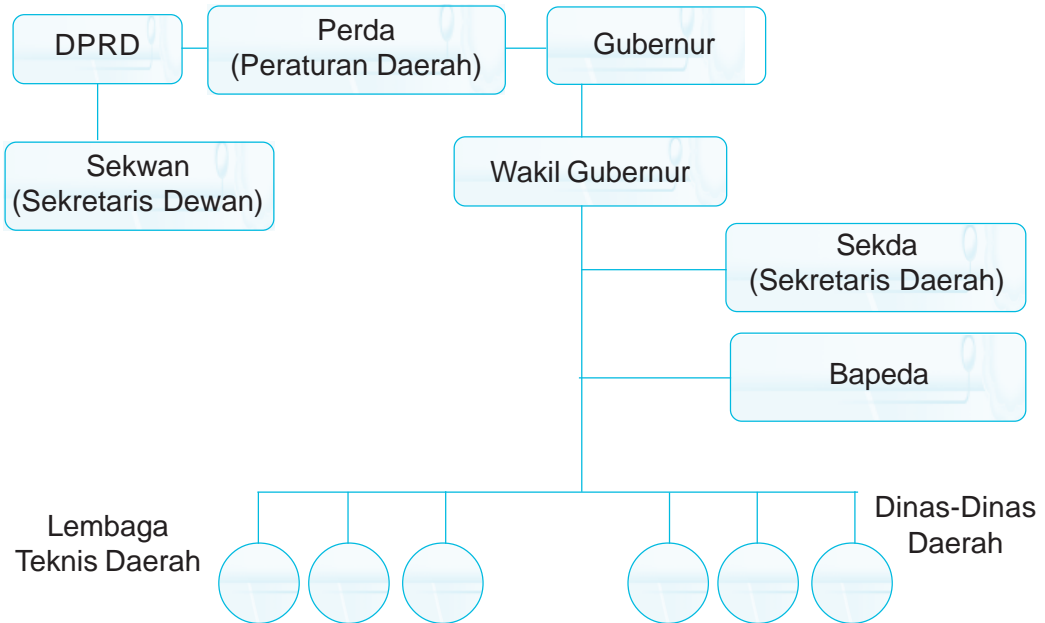 DPRD
Perda
(Peraturan Daerah)
Gubernur
Sekwan
(Sekretaris Dewan)
Wakil Gubernur
Sekda
(Sekretaris Daerah)
Bapeda
Lembaga
Teknis Daerah
Dinas-Dinas
Daerah